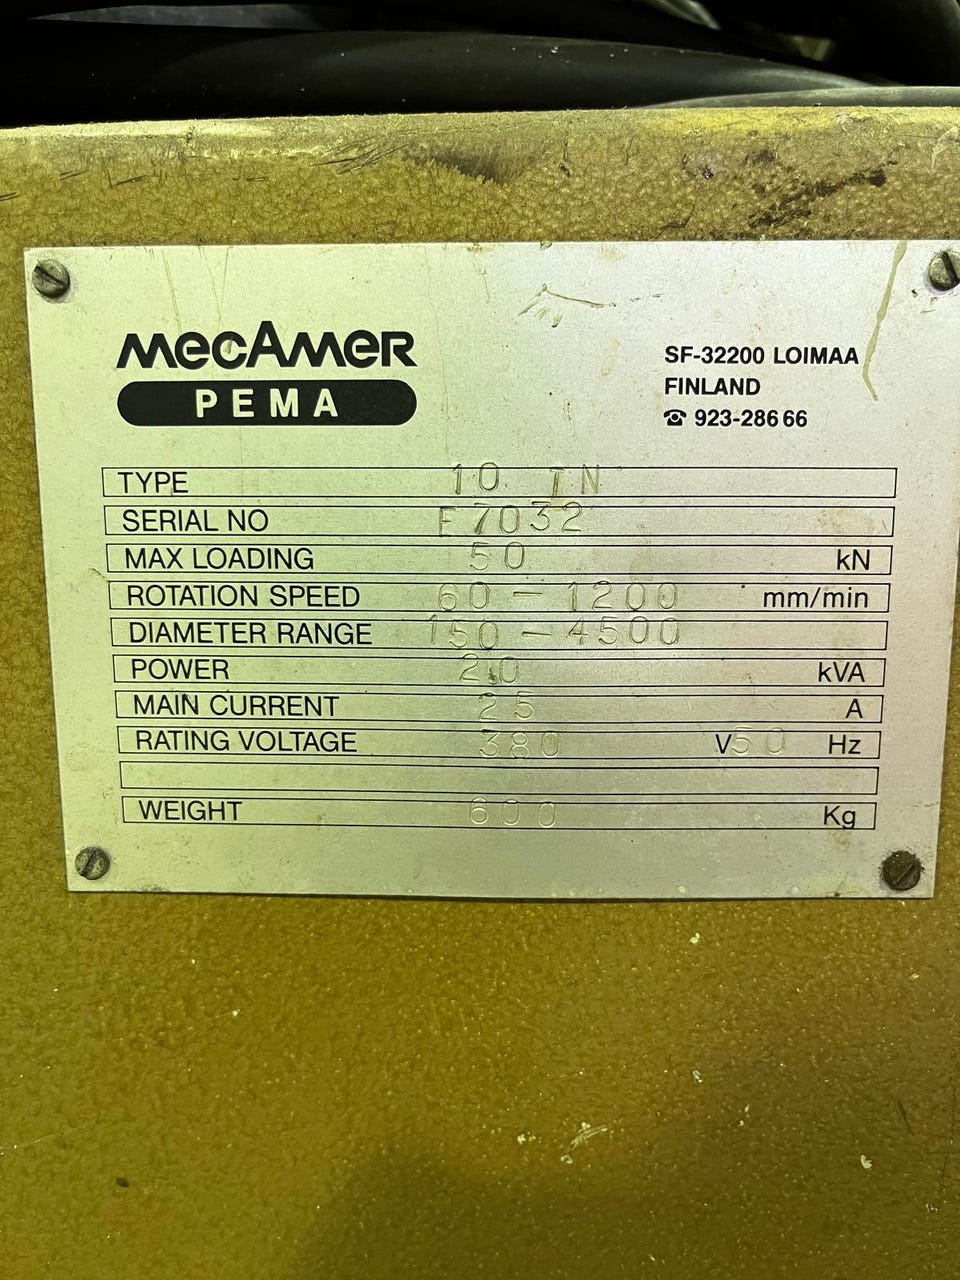 MECAMER
PEMA
SF-32200 LOIMAA
FINLAND
☎ 923-286 66
TYPE 10 TN
SERIAL NO E7032
MAX LOADING 50 kN
ROTATION SPEED 60 - 1200 mm/min
DIAMETER RANGE 150 - 4500
POWER 2.0 kVA
MAIN CURRENT 25 A
RATING VOLTAGE 380 V 50 Hz
WEIGHT 600 Kg